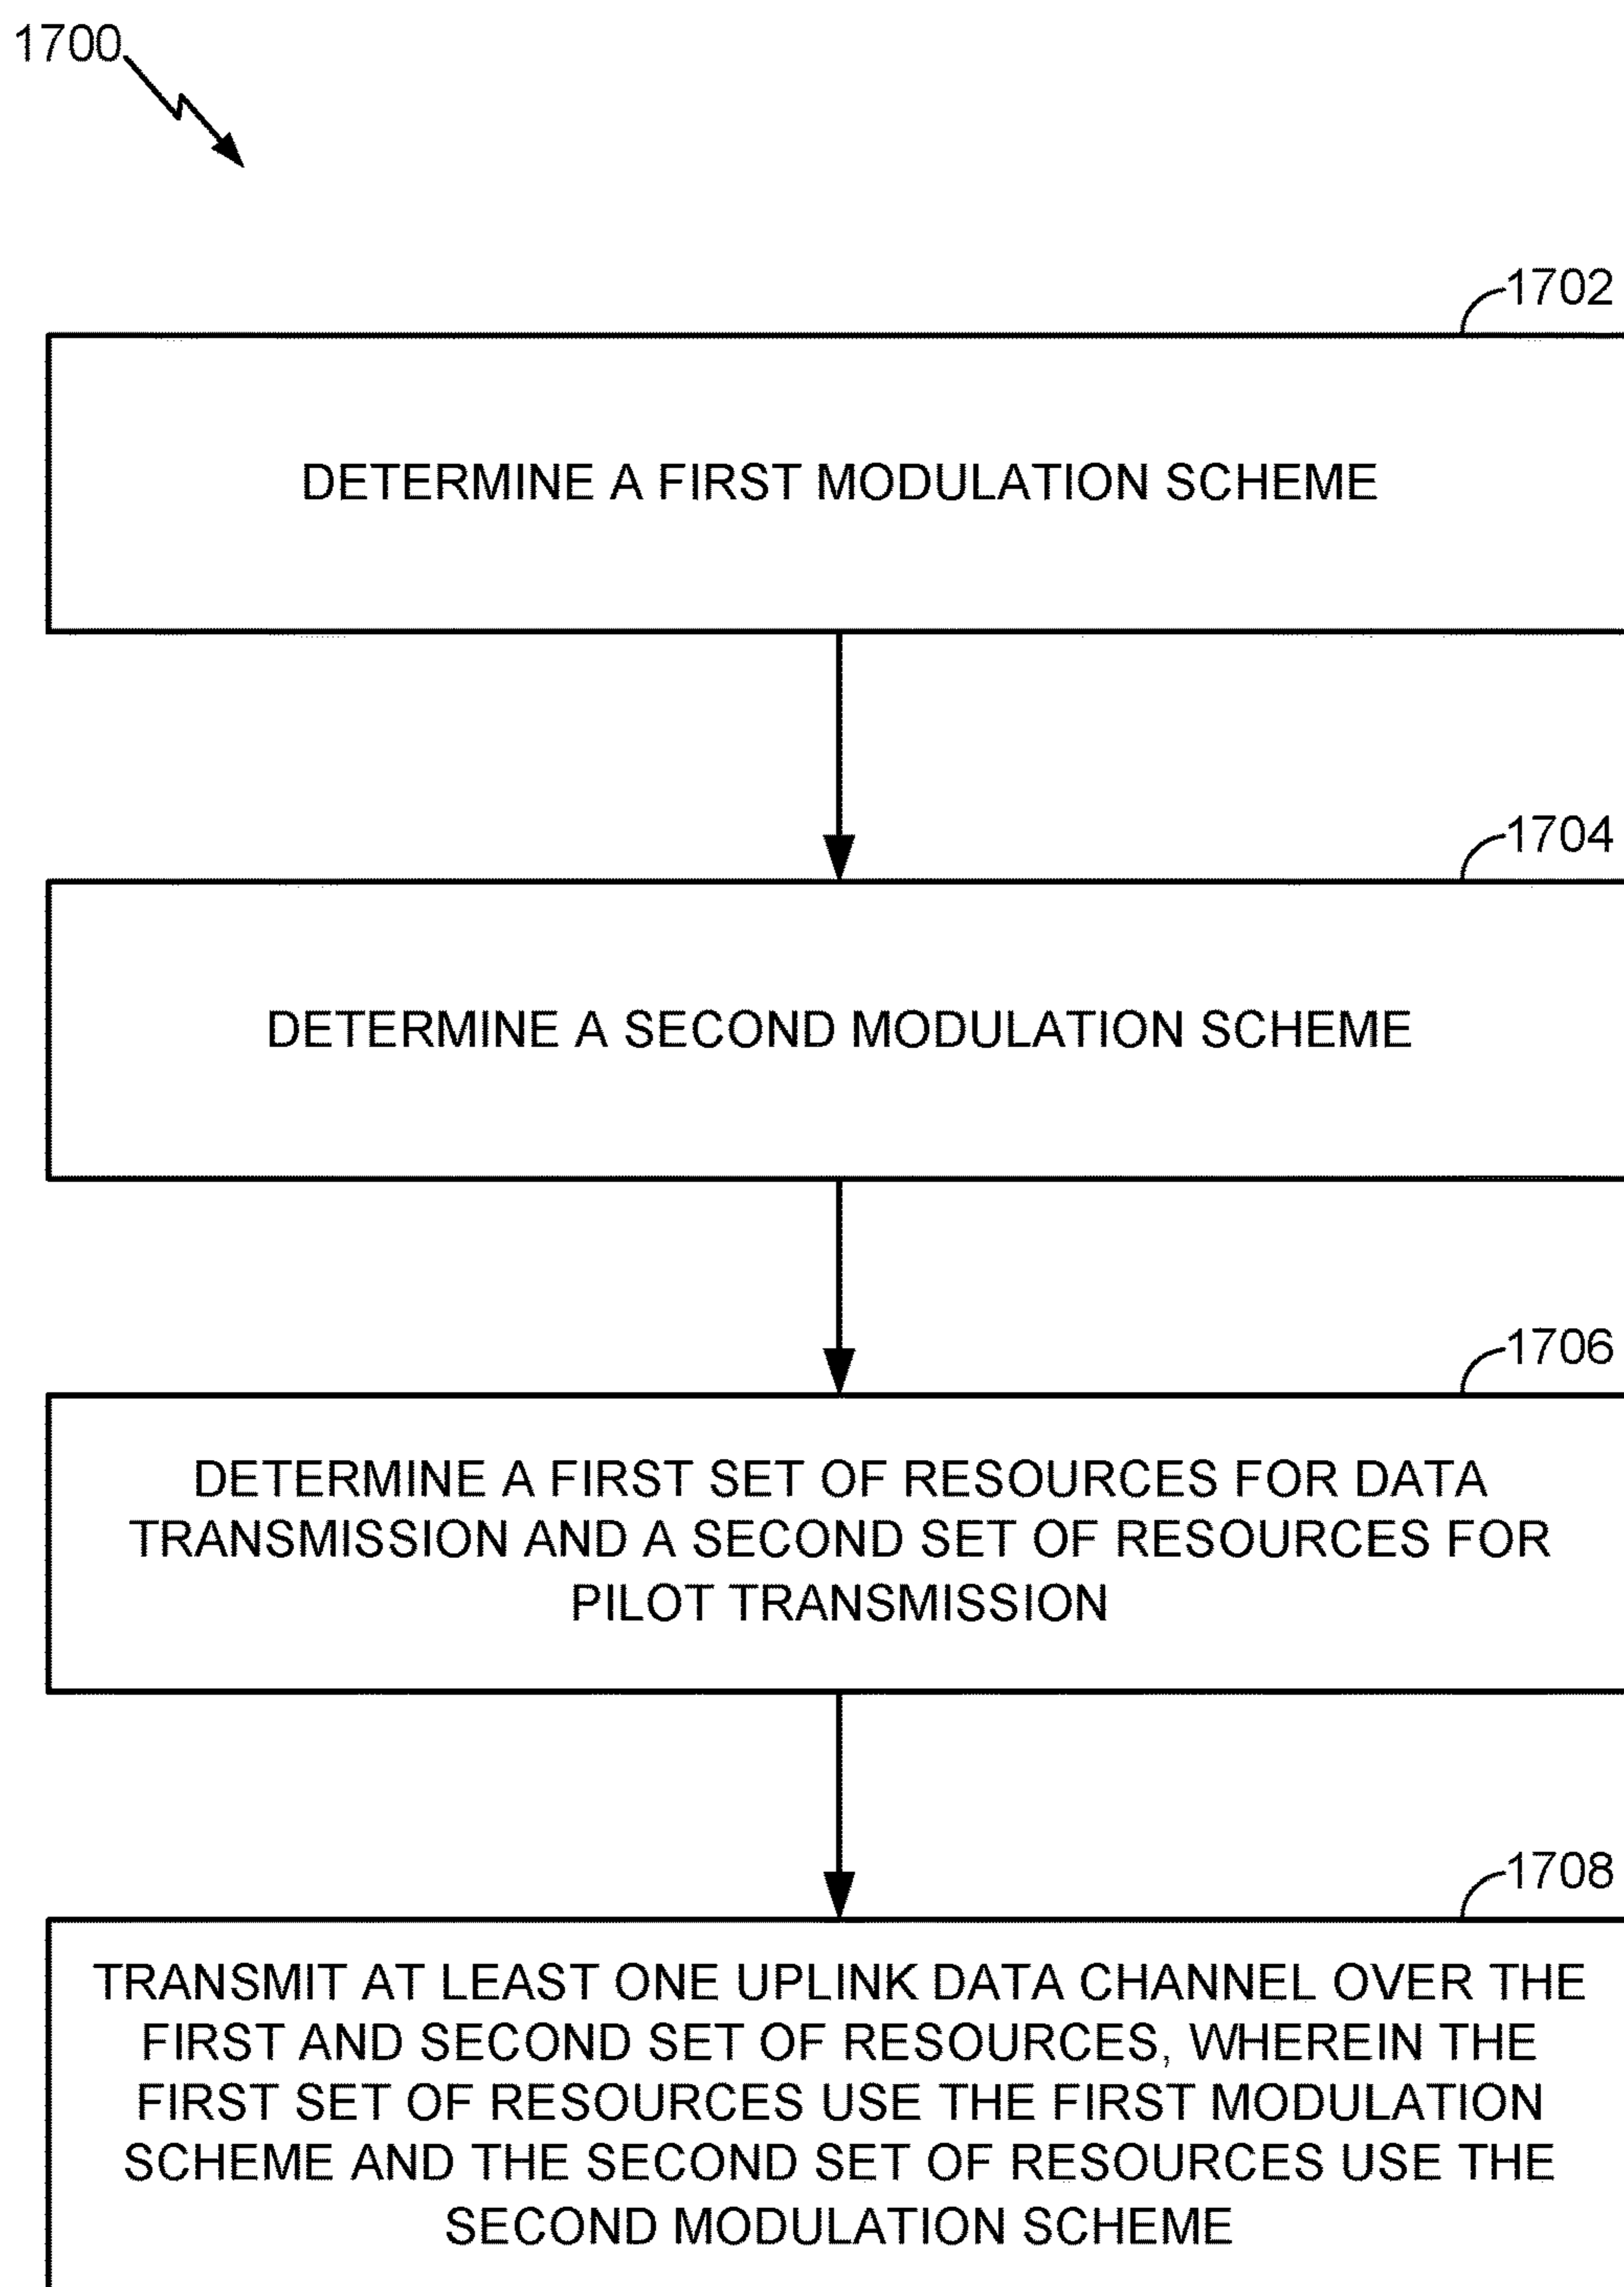 1700
1702
DETERMINE A FIRST MODULATION SCHEME
1704
DETERMINE A SECOND MODULATION SCHEME
1706
DETERMINE A FIRST SET OF RESOURCES FOR DATA
TRANSMISSION AND A SECOND SET OF RESOURCES FOR
PILOT TRANSMISSION
1708
TRANSMIT AT LEAST ONE UPLINK DATA CHANNEL OVER THE
FIRST AND SECOND SET OF RESOURCES, WHEREIN THE
FIRST SET OF RESOURCES USE THE FIRST MODULATION
SCHEME AND THE SECOND SET OF RESOURCES USE THE
SECOND MODULATION SCHEME